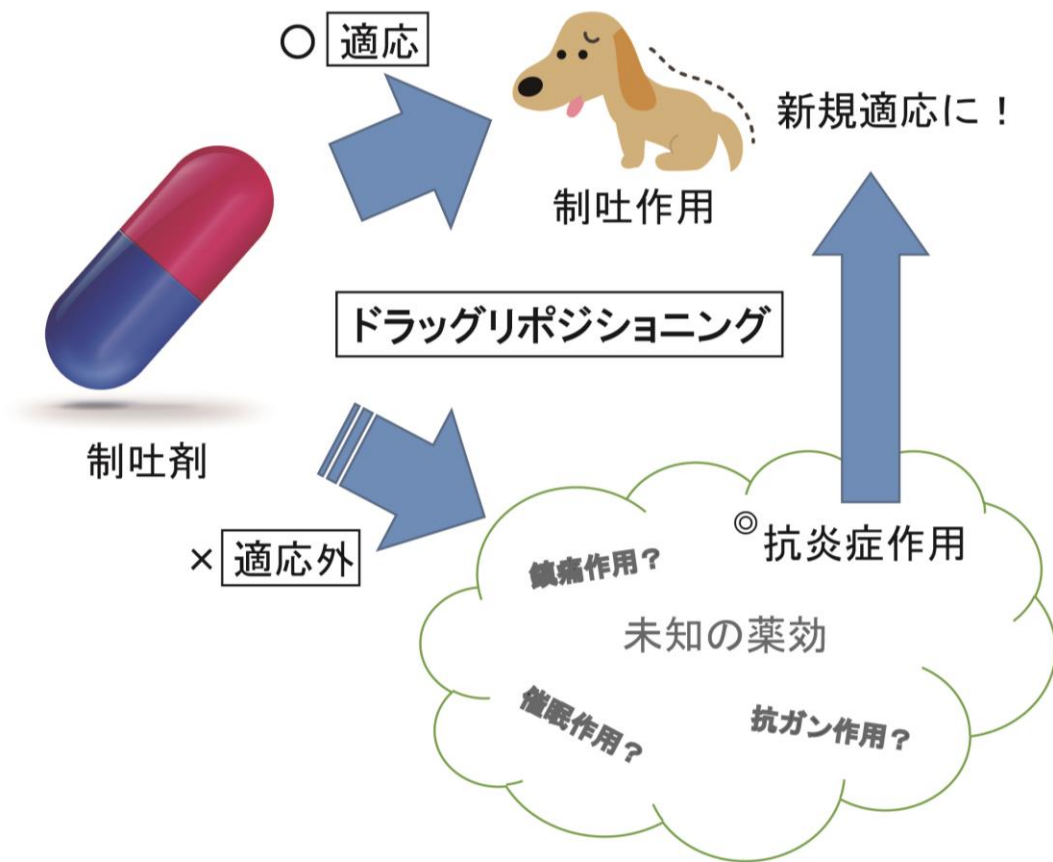 ○ 適応
新規適応に！
制吐作用
ドラッグリポジショニング
制吐剤
× 適応外
◎抗炎症作用
鎮痛作用？
未知の薬効
催眠作用？
抗ガン作用？